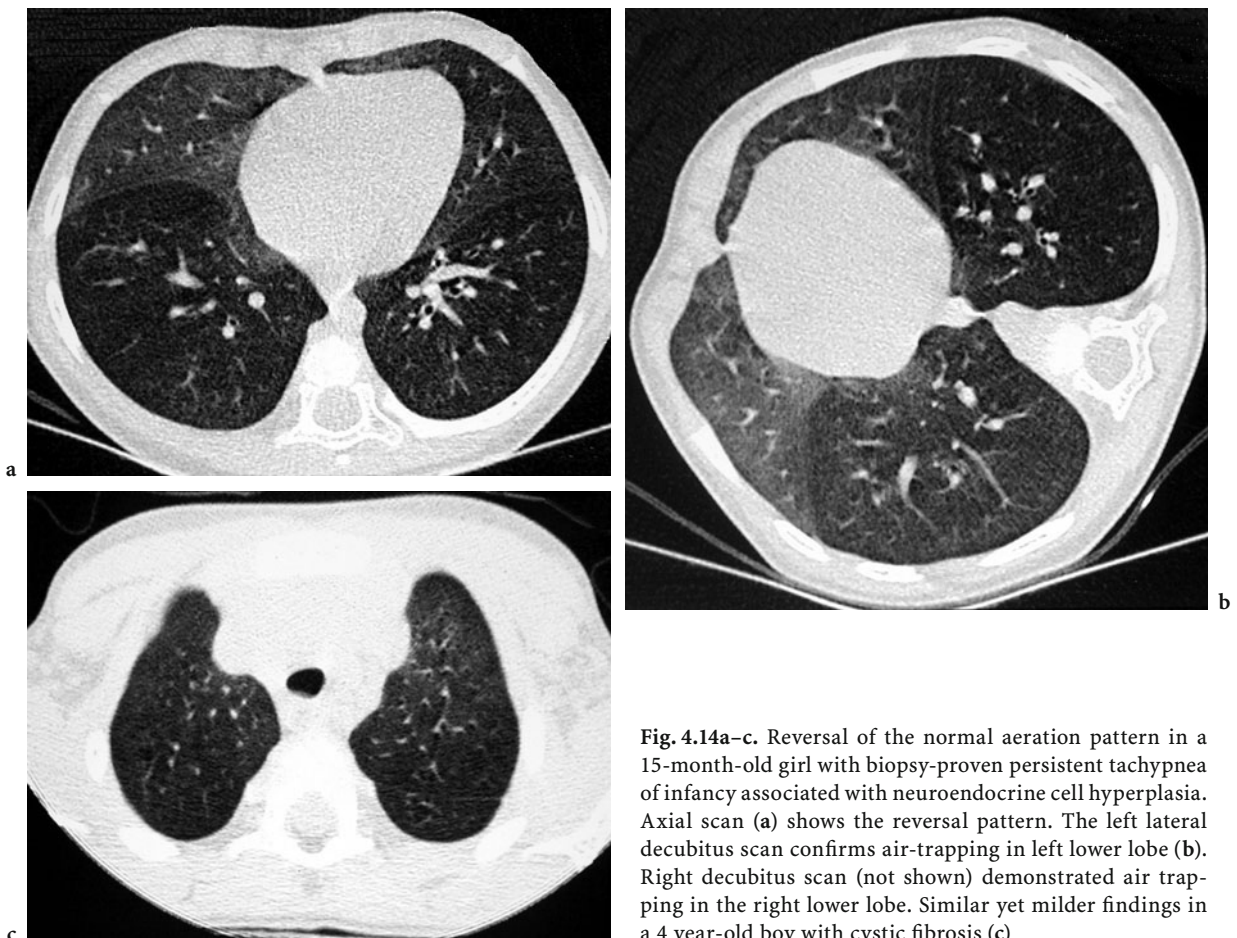 a
b
c
Fig. 4.14a–c. Reversal of the normal aeration pattern in a
15-month-old girl with biopsy-proven persistent tachypnea
of infancy associated with neuroendocrine cell hyperplasia.
Axial scan (a) shows the reversal pattern. The left lateral
decubitus scan confirms air-trapping in left lower lobe (b).
Right decubitus scan (not shown) demonstrated air trap-
ping in the right lower lobe. Similar yet milder findings in
a 4 year-old boy with cystic fibrosis (c)